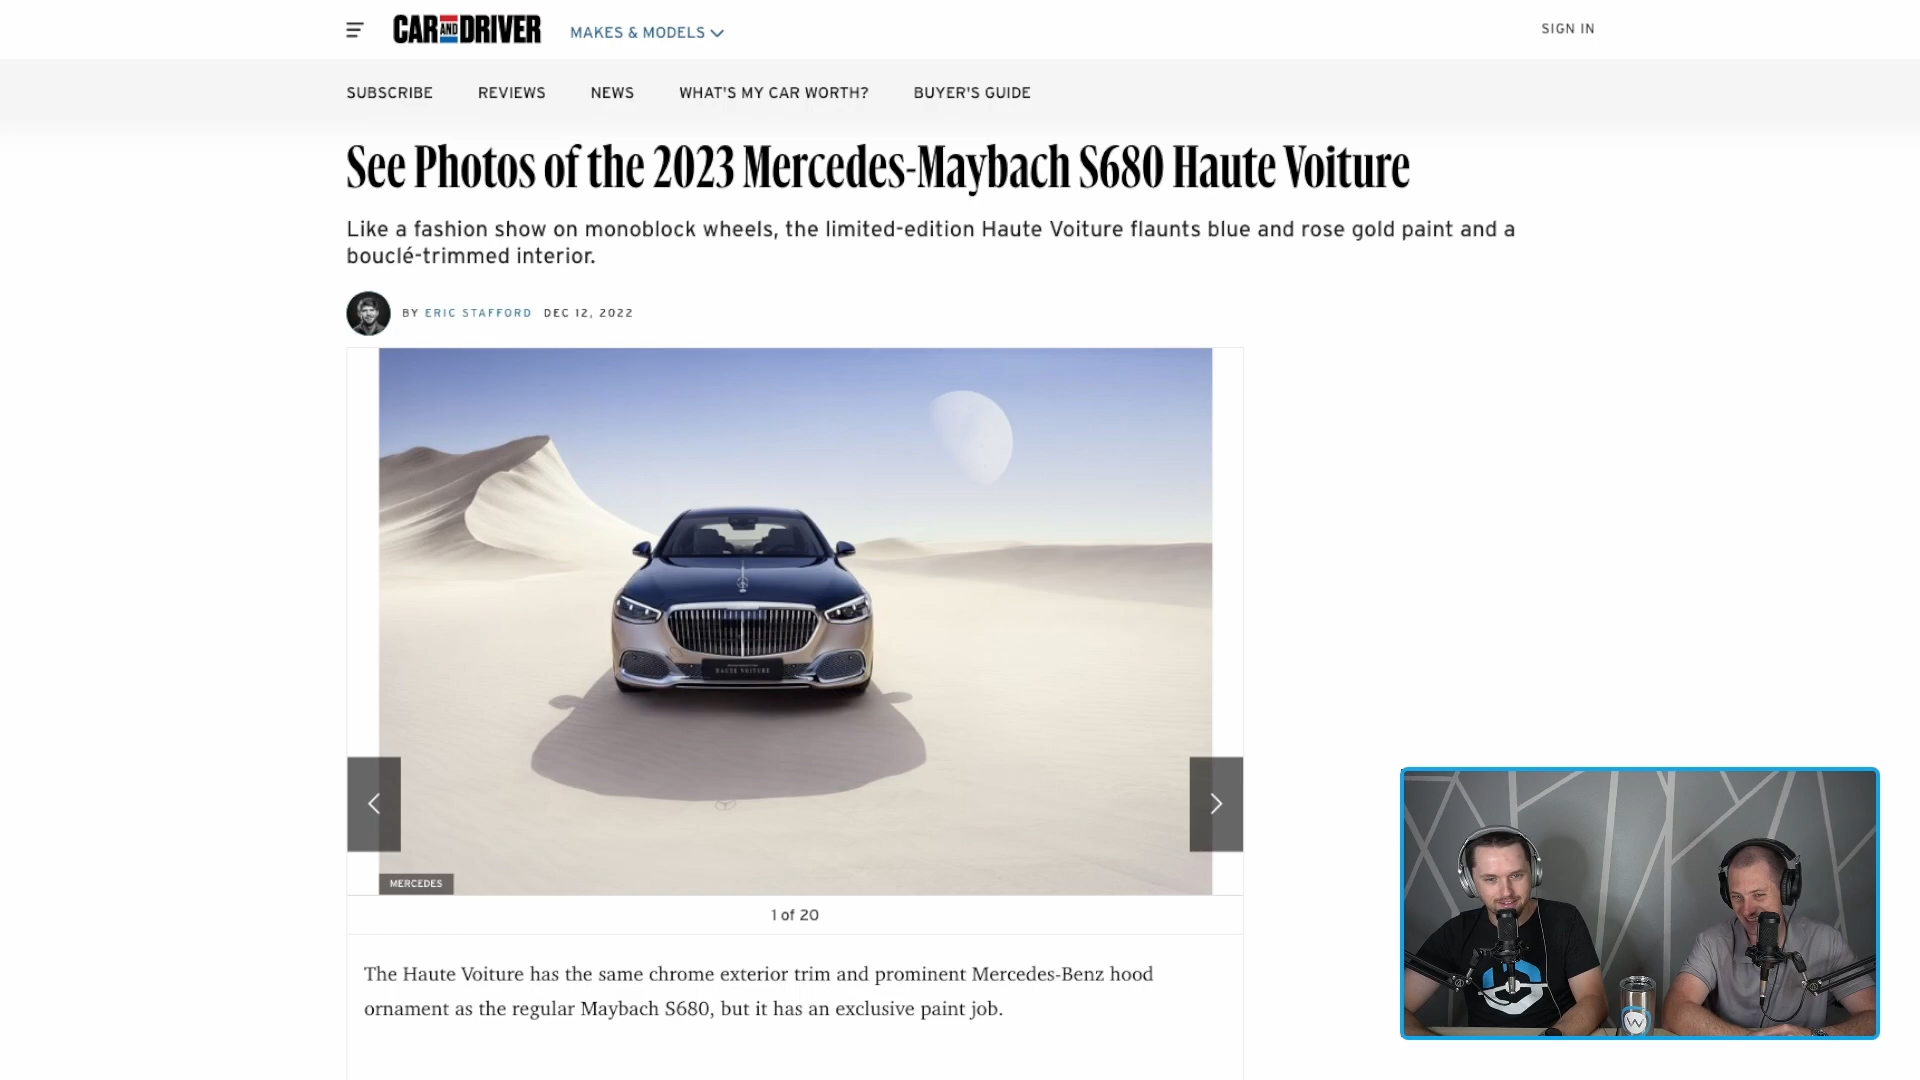 CAR AND DRIVER
MAKES & MODELS
SIGN IN
SUBSCRIBE REVIEWS NEWS WHAT'S MY CAR WORTH? BUYER'S GUIDE
See Photos of the 2023 Mercedes-Maybach S680 Haute Voiture
Like a fashion show on monoblock wheels, the limited-edition Haute Voiture flaunts blue and rose gold paint and a
bouclé-trimmed interior.
BY ERIC STAFFORD DEC 12, 2022
HAUTE VOITURE
MERCEDES
1 of 20
The Haute Voiture has the same chrome exterior trim and prominent Mercedes-Benz hood
ornament as the regular Maybach S680, but it has an exclusive paint job.
W